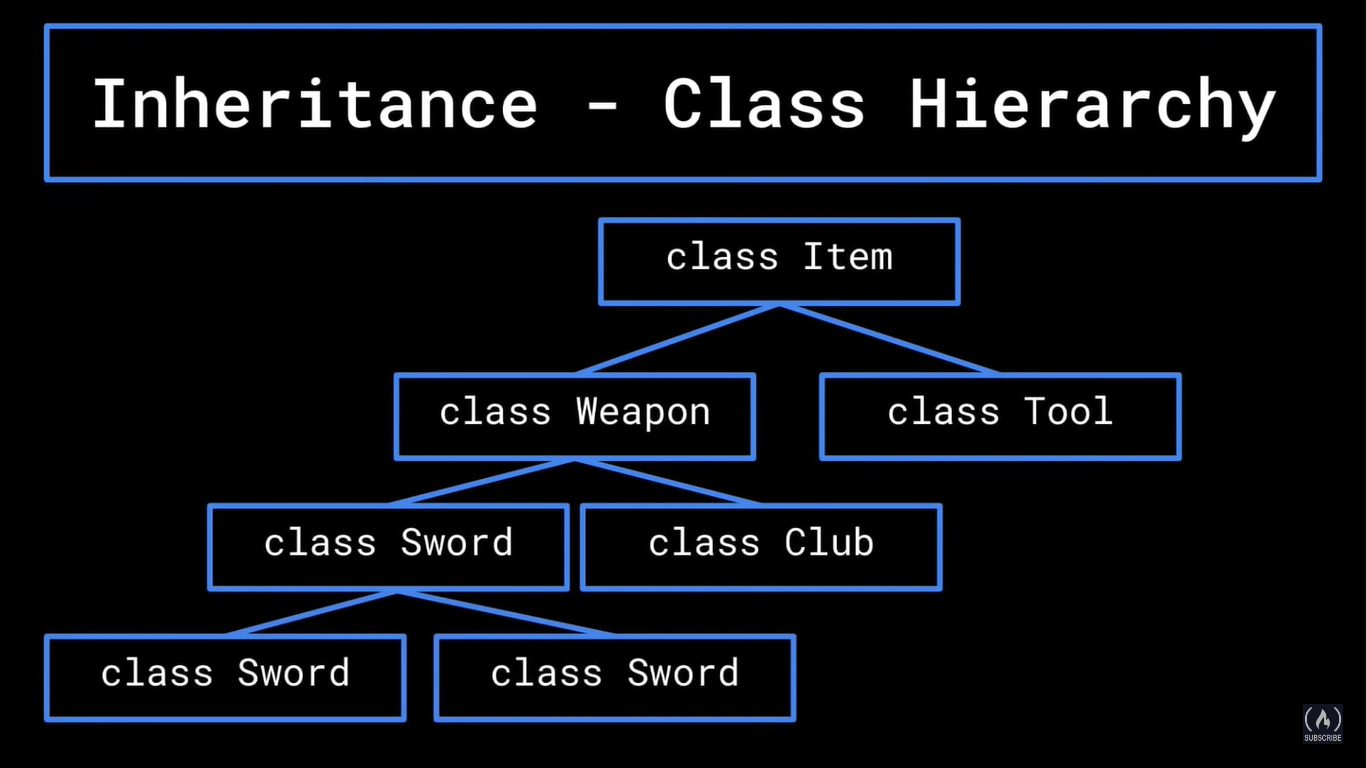 Inheritance - Class Hierarchy
class Item
class Weapon
class Tool
class Sword
class Club
class Sword
class Sword
SUBSCRIBE